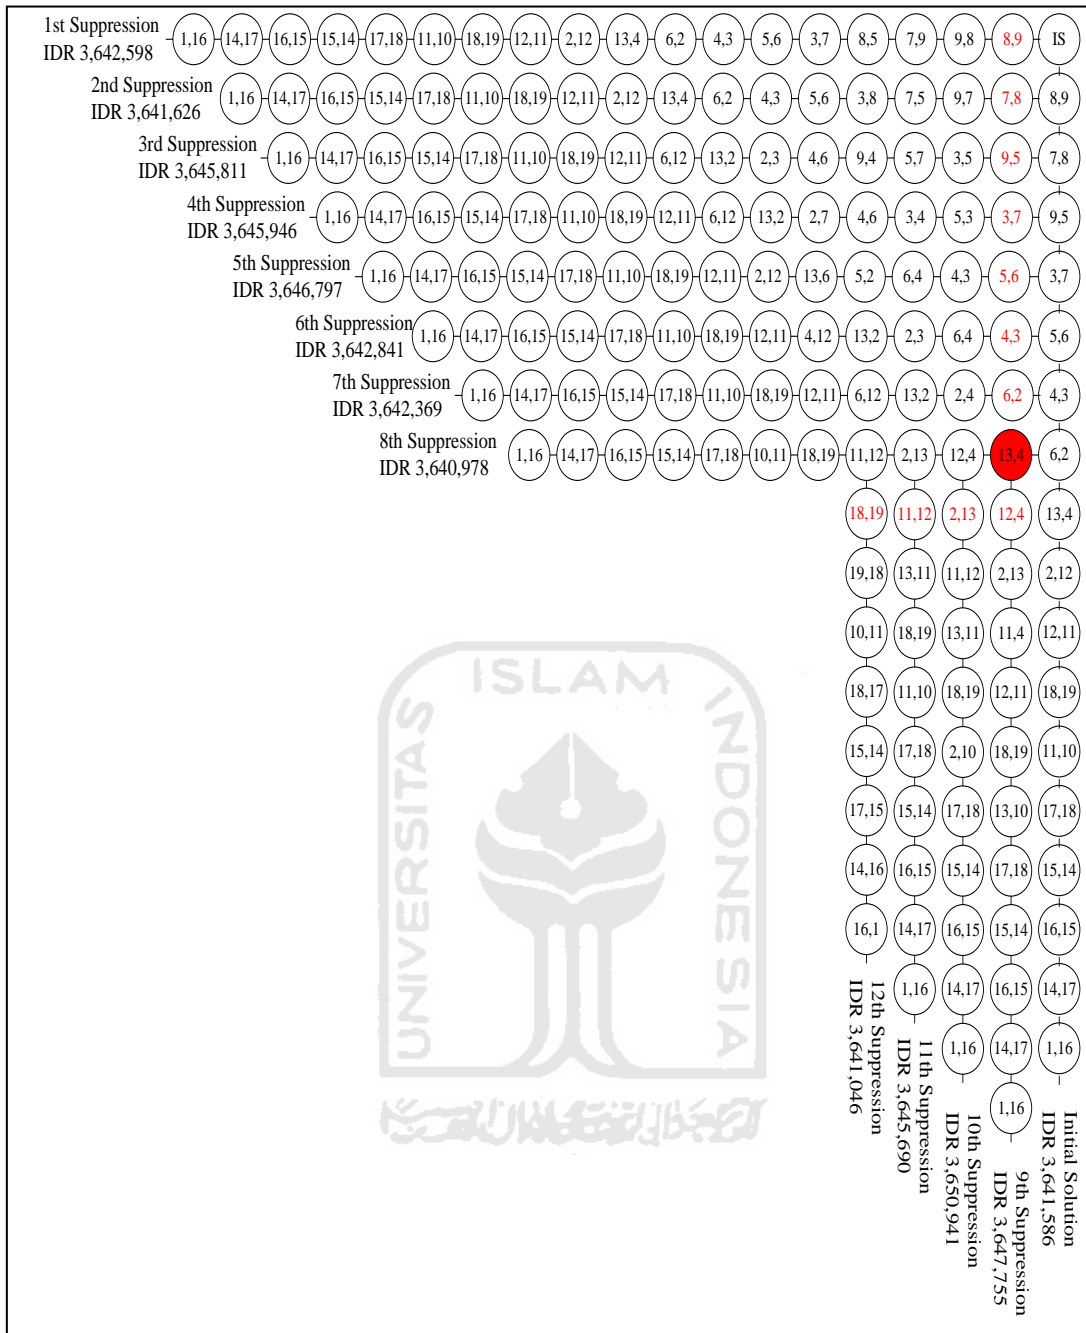 1st Suppression
IDR 3,642,598
1,16 14,17 16,15 15,14 17,18 11,10 18,19 12,11 2,12 13,4 6,2 4,3 5,6 3,7 8,5 7,9 9,8 8,9 IS
2nd Suppression
IDR 3,641,626
1,16 14,17 16,15 15,14 17,18 11,10 18,19 12,11 2,12 13,4 6,2 4,3 5,6 3,8 7,5 9,7 7,8 8,9
3rd Suppression
IDR 3,645,811
1,16 14,17 16,15 15,14 17,18 11,10 18,19 12,11 6,12 13,2 2,3 4,6 9,4 5,7 3,5 9,5 7,8
4th Suppression
IDR 3,645,946
1,16 14,17 16,15 15,14 17,18 11,10 18,19 12,11 6,12 13,2 2,7 4,6 3,4 5,3 3,7 9,5
5th Suppression
IDR 3,646,797
1,16 14,17 16,15 15,14 17,18 11,10 18,19 12,11 2,12 13,6 5,2 6,4 4,3 5,6 3,7
6th Suppression
IDR 3,642,841
1,16 14,17 16,15 15,14 17,18 11,10 18,19 12,11 4,12 13,2 2,3 6,4 4,3 5,6
7th Suppression
IDR 3,642,369
1,16 14,17 16,15 15,14 17,18 11,10 18,19 12,11 6,12 13,2 2,4 6,2 4,3
8th Suppression
IDR 3,640,978
1,16 14,17 16,15 15,14 17,18 10,11 18,19 11,12 2,13 12,4 13,4 6,2
18,19 11,12 2,13 12,4 13,4
19,18 13,11 11,12 2,13 2,12
10,11 18,19 13,11 11,4 12,11
18,17 11,10 18,19 12,11 18,19
15,14 17,18 2,10 18,19 11,10
17,15 15,14 17,18 13,10 17,18
14,16 16,15 15,14 17,18 15,14
16,1 14,17 16,15 15,14 16,15
1,16 14,17 16,15 14,17
1,16 14,17 1,16
1,16
12th Suppression
IDR 3,641,046
11th Suppression
IDR 3,645,690
10th Suppression
IDR 3,650,941
9th Suppression
IDR 3,647,755
Initial Solution
IDR 3,641,586
UNIVERSITAS
ISLAM
INDONESIA